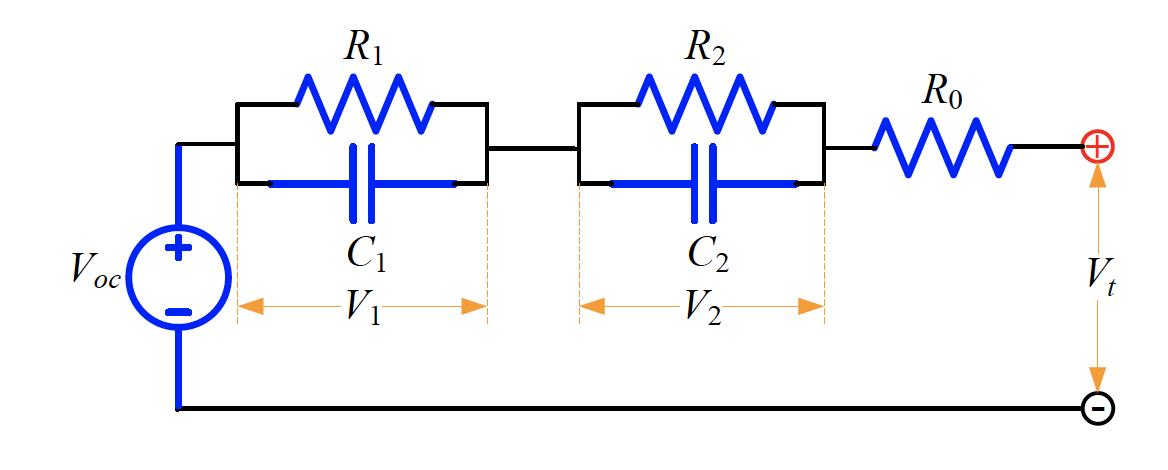 R1
R2
R0
+
Voc
+
-
C1
C2
V1
V2
Vt
-